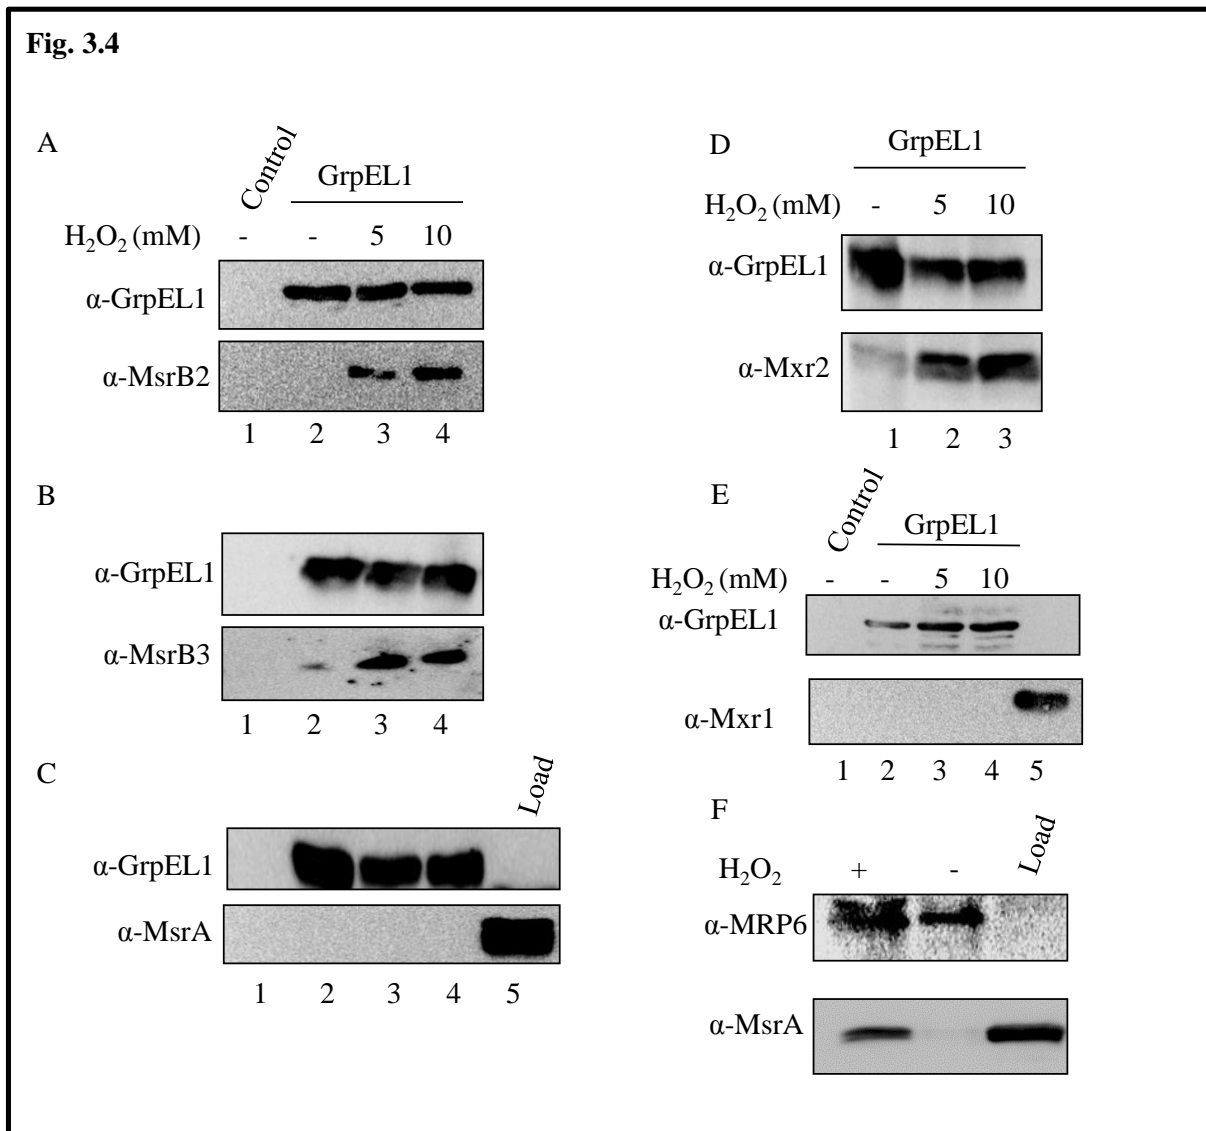 Fig. 3.4
A
Control
GrpEL1
H₂O₂ (mM) - - 5 10
α-GrpEL1
α-MsrB2
1 2 3 4
B
α-GrpEL1
α-MsrB3
1 2 3 4
C
Load
α-GrpEL1
α-MsrA
1 2 3 4 5
D
GrpEL1
H₂O₂ (mM) - 5 10
α-GrpEL1
α-Mxr2
1 2 3
E
Control
GrpEL1
H₂O₂ (mM) - - 5 10
α-GrpEL1
α-Mxr1
1 2 3 4 5
F
Load
H₂O₂ + -
α-MRP6
α-MsrA